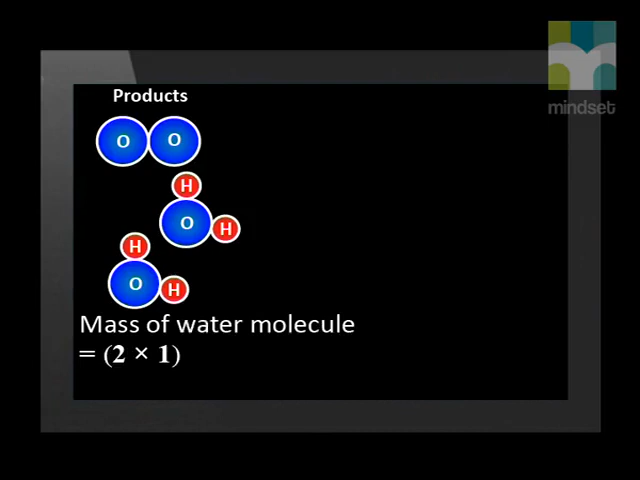 mindset
Products
O O
H
O H
H
O H
Mass of water molecule
= (2 × 1)